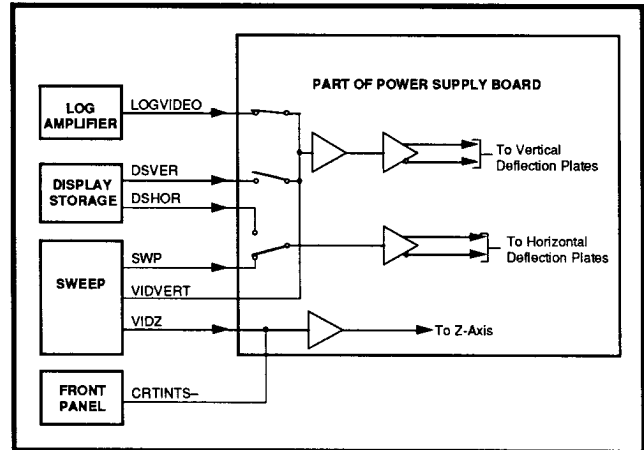 PART OF POWER SUPPLY BOARD
LOG
AMPLIFIER
LOGVIDEO
DISPLAY
STORAGE
DSVER
DSHOR
To Vertical
Deflection Plates
SWEEP
SWP
VIDVERT
VIDZ
To Horizontal
Deflection Plates
To Z-Axis
FRONT
PANEL
CRTINTS–